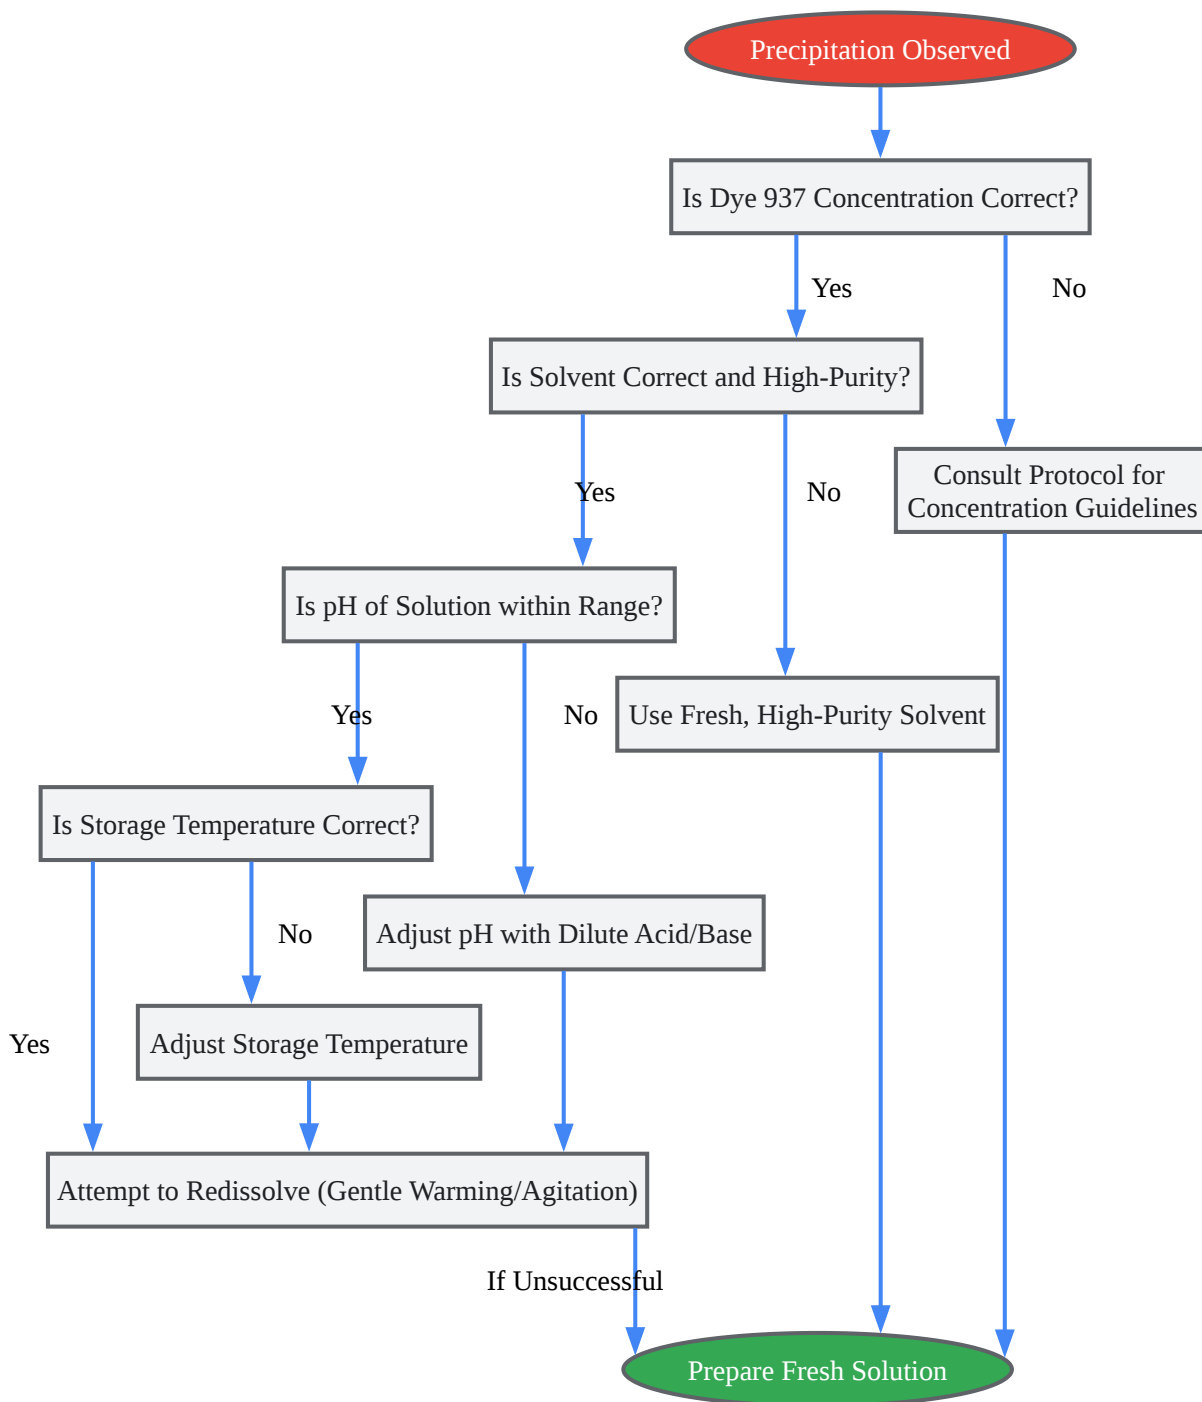 Precipitation Observed
Is Dye 937 Concentration Correct?
Yes
No
Is Solvent Correct and High-Purity?
Consult Protocol for
Concentration Guidelines
Yes
No
Is pH of Solution within Range?
Yes
No
Use Fresh, High-Purity Solvent
Is Storage Temperature Correct?
No
Adjust pH with Dilute Acid/Base
Yes
Adjust Storage Temperature
Attempt to Redissolve (Gentle Warming/Agitation)
If Unsuccessful
Prepare Fresh Solution